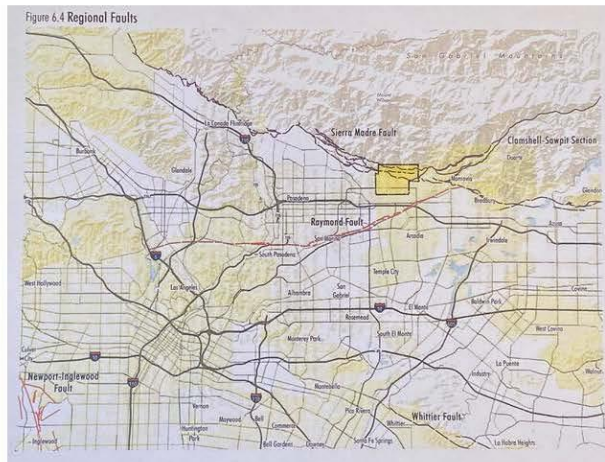 Figure 6.4 Regional Faults
San Gabriel Mountains
Sierra Madre Fault
La Cañada Flintridge
Clamshell-Sawpit Section
Duarte
Burbank
Glendale
Monrovia
Glendora
Pasadena
Bradbury
Raymond Fault
San Marino
Arcadia
Azusa
Irwindale
South Pasadena
Temple City
West Hollywood
Los Angeles
Alhambra
San
Gabriel
Baldwin Park
Covina
Rosemead
El Monte
West Covina
Culver
City
Monterey Park
South El Monte
La Puente
Industry
Walnut
Newport-Inglewood
Fault
Montebello
Vernon
Pico Rivera
Whittier Fault
Huntington
Park
Maywood
Bell
Commerce
Whittier
Inglewood
Bell Gardens
Downey
Santa Fe Springs
La Habra Heights